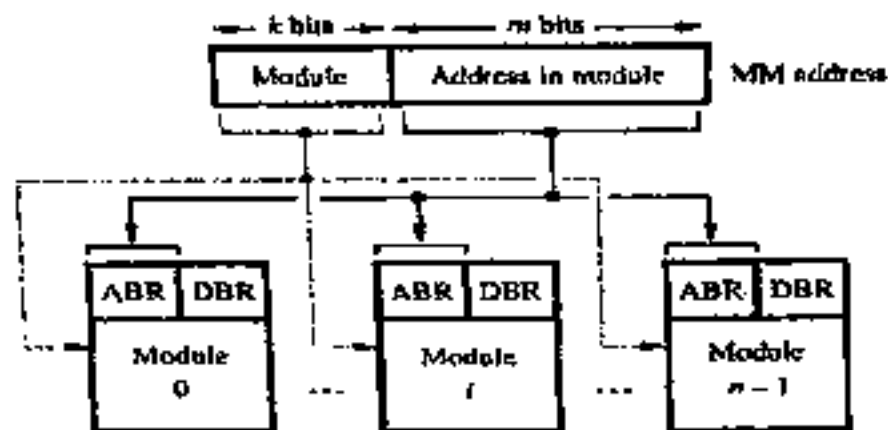 k bits m bits
Module Address in module MM address
ABR DBR ABR DBR ABR DBR
Module Module Module
0 ... i ... n − 1